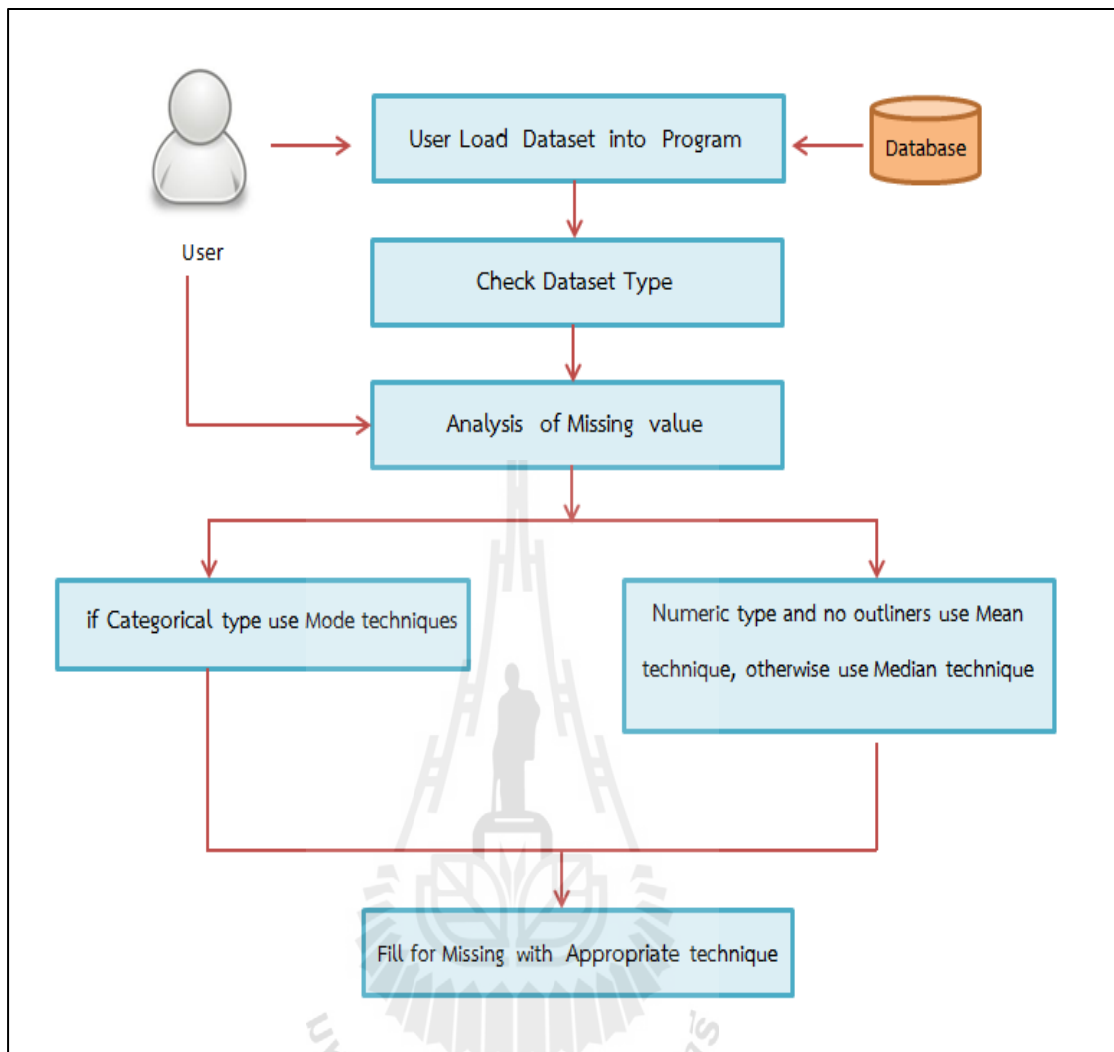 User Load Dataset into Program
Database
User
Check Dataset Type
Analysis of Missing value
if Categorical type use Mode techniques
Numeric type and no outliners use Mean
technique, otherwise use Median technique
Fill for Missing with Appropriate technique